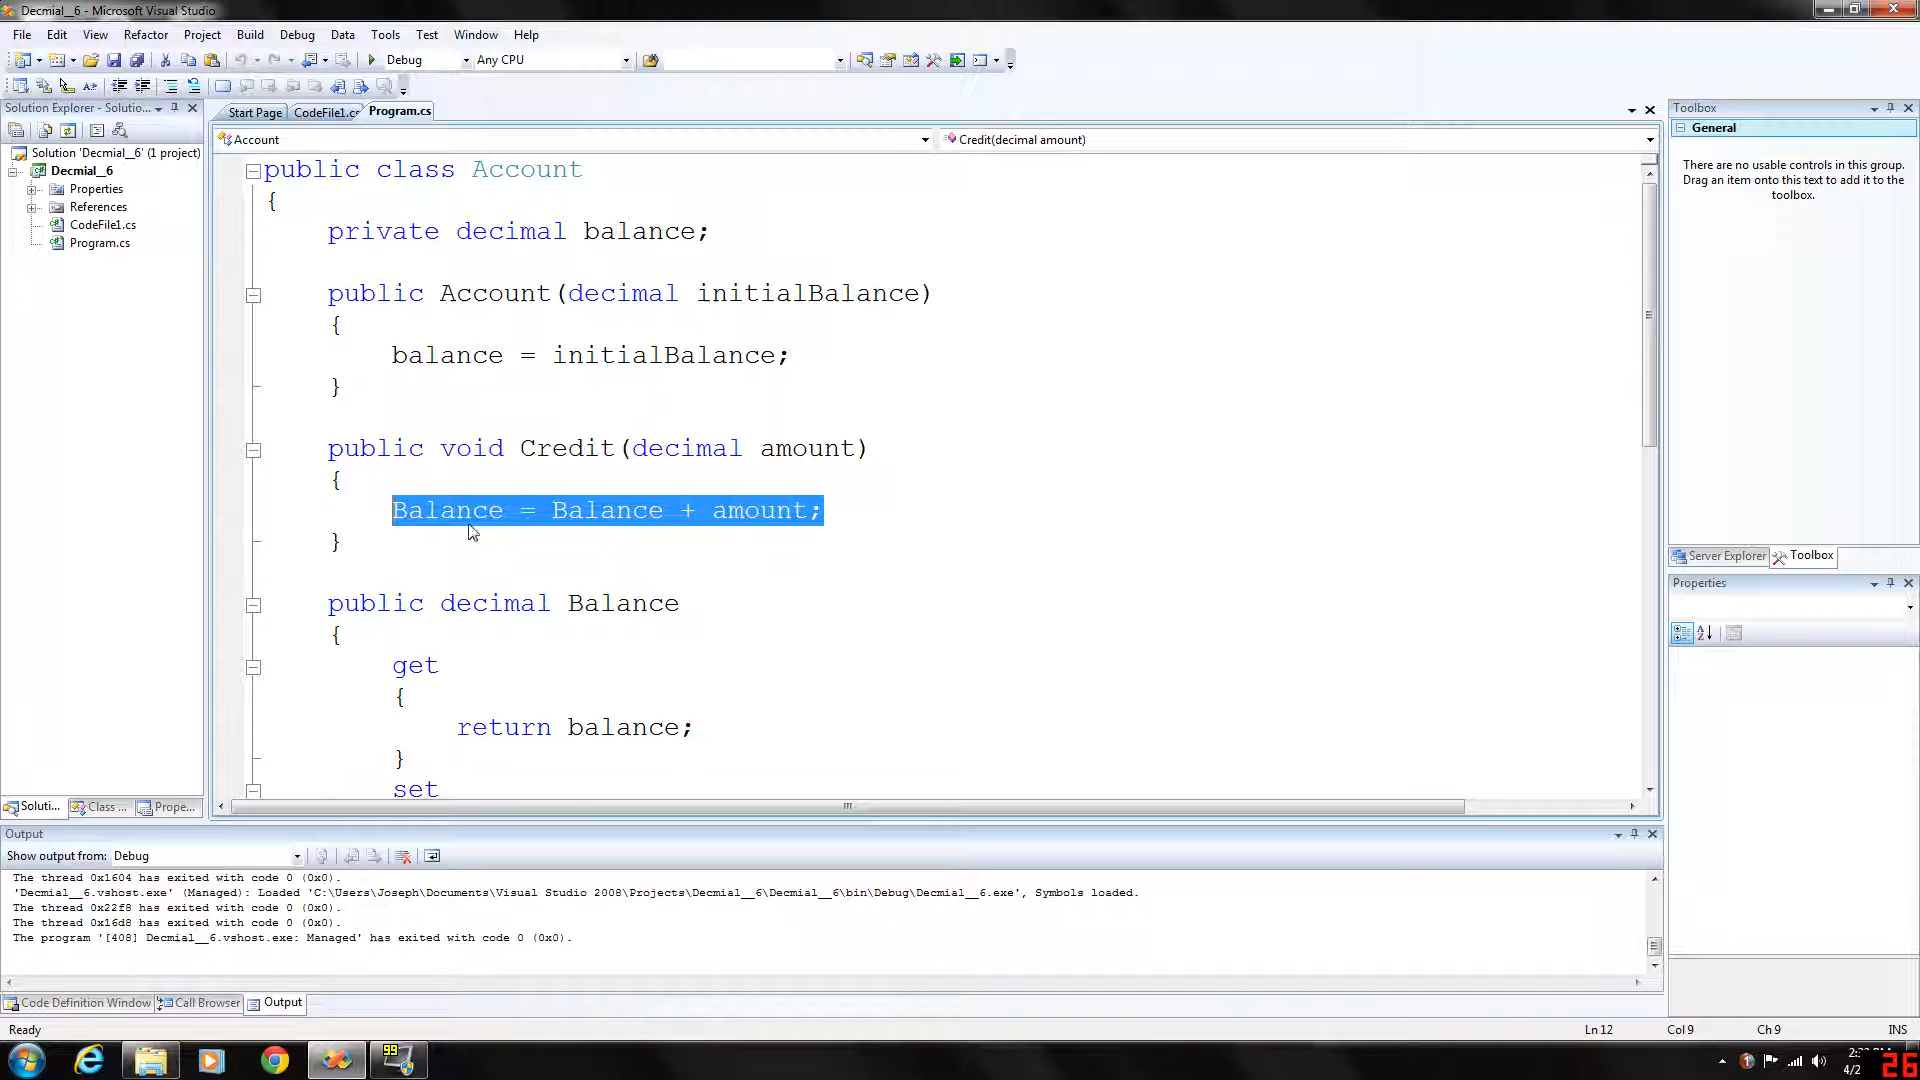 Decmial__6 - Microsoft Visual Studio
File Edit View Refactor Project Build Debug Data Tools Test Window Help
Debug Any CPU
Solution Explorer - Solutio...
Start Page CodeFile1.cs Program.cs
Toolbox
Account Credit(decimal amount)
General
Solution 'Decmial__6' (1 project)
Decmial__6
Properties
References
CodeFile1.cs
Program.cs
There are no usable controls in this group.
Drag an item onto this text to add it to the
toolbox.
public class Account
{
private decimal balance;
public Account(decimal initialBalance)
{
balance = initialBalance;
}
public void Credit(decimal amount)
{
Balance = Balance + amount;
}
public decimal Balance
{
get
{
return balance;
}
set
Server Explorer Toolbox
Properties
Soluti... Class ... Prope...
Output
Show output from: Debug
The thread 0x1604 has exited with code 0 (0x0).
'Decmial__6.vshost.exe' (Managed): Loaded 'C:\Users\Joseph\Documents\Visual Studio 2008\Projects\Decmial__6\Decmial__6\bin\Debug\Decmial__6.exe', Symbols loaded.
The thread 0x22f8 has exited with code 0 (0x0).
The thread 0x16d8 has exited with code 0 (0x0).
The program '[408] Decmial__6.vshost.exe: Managed' has exited with code 0 (0x0).
Code Definition Window Call Browser Output
Ready Ln 12 Col 9 Ch 9 INS
99
26